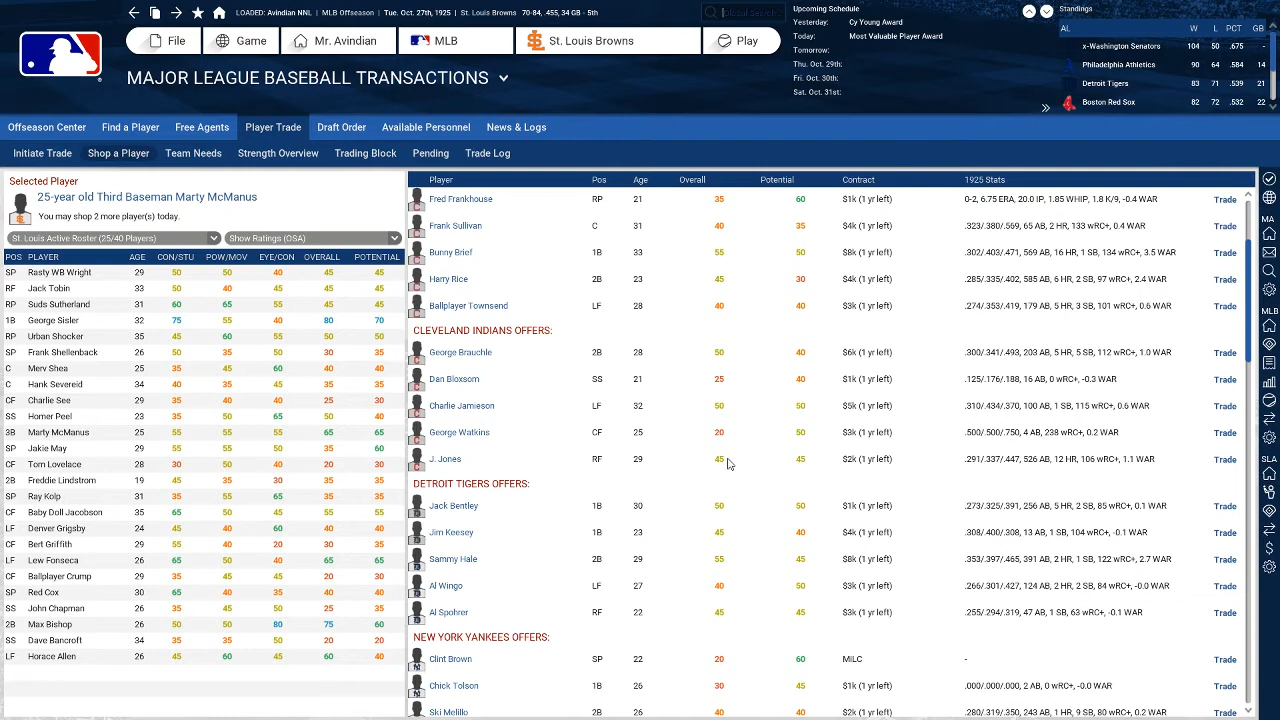 LOADED: Avindian NNL | MLB Offseason | Tue. Oct. 27th, 1925 | St. Louis Browns 70-84, .455, 34 GB - 5th
Global Search...
File Game Mr. Avindian MLB St. Louis Browns Play
MAJOR LEAGUE BASEBALL TRANSACTIONS
Upcoming Schedule
Yesterday: Cy Young Award
Today: Most Valuable Player Award
Tomorrow:
Thu. Oct. 29th:
Fri. Oct. 30th:
Sat. Oct. 31st:
Standings
AL W L PCT GB
x-Washington Senators 104 50 .675 -
Philadelphia Athletics 90 64 .584 14
Detroit Tigers 83 71 .539 21
Boston Red Sox 82 72 .532 22
Offseason Center Find a Player Free Agents Player Trade Draft Order Available Personnel News & Logs
Initiate Trade Shop a Player Team Needs Strength Overview Trading Block Pending Trade Log
Selected Player
25-year old Third Baseman Marty McManus
You may shop 2 more player(s) today.
St. Louis Active Roster (25/40 Players) Show Ratings (OSA)
POS PLAYER AGE CON/STU POW/MOV EYE/CON OVERALL POTENTIAL
SP Rasty WB Wright 29 50 50 40 45 45
RF Jack Tobin 33 50 40 45 45 45
RP Suds Sutherland 31 60 65 45 45 45
1B George Sisler 32 75 55 40 80 70
RP Urban Shocker 35 45 60 55 50 50
SP Frank Shellenback 26 50 35 50 30 35
C Merv Shea 25 35 45 60 40 40
C Hank Severeid 34 40 35 45 35 35
CF Charlie See 29 35 40 40 25 30
SS Homer Peel 23 35 50 65 50 40
3B Marty McManus 25 55 55 55 65 65
SP Jakie May 29 55 50 45 35 60
CF Tom Lovelace 28 30 50 40 20 30
2B Freddie Lindstrom 19 45 35 30 35 35
SP Ray Kolp 31 35 55 65 35 35
CF Baby Doll Jacobson 35 65 50 45 55 55
LF Denver Grigsby 24 45 40 60 40 40
CF Bert Griffith 29 55 40 20 30 35
LF Lew Fonseca 26 65 50 40 65 65
CF Ballplayer Crump 29 35 45 45 20 30
SP Red Cox 30 65 35 40 35 40
SS John Chapman 26 35 45 50 25 35
2B Max Bishop 26 50 50 80 75 60
SS Dave Bancroft 34 35 35 50 20 20
LF Horace Allen 26 45 60 45 60 40
Player Pos Age Overall Potential Contract 1925 Stats
Fred Frankhouse RP 21 35 60 $1k (1 yr left) 0-2, 6.75 ERA, 20.0 IP, 1.85 WHIP, 1.8 K/9, -0.4 WAR Trade
Frank Sullivan C 31 40 35 $4k (1 yr left) .323/.380/.569, 65 AB, 2 HR, 133 wRC+, 0.4 WAR Trade
Bunny Brief 1B 33 55 50 $8k (1 yr left) .302/.403/.471, 569 AB, 16 HR, 1 SB, 134 wRC+, 3.5 WAR Trade
Harry Rice 2B 23 45 30 $4k (1 yr left) .285/.335/.402, 585 AB, 6 HR, 2 SB, 97 wRC+, 2.4 WAR Trade
Ballplayer Townsend LF 28 40 40 $3k (1 yr left) .274/.353/.419, 179 AB, 5 HR, 3 SB, 101 wRC+, 0.6 WAR Trade
CLEVELAND INDIANS OFFERS:
George Brauchle 2B 28 50 40 $6k (1 yr left) .300/.341/.493, 203 AB, 5 HR, 5 SB, 112 wRC+, 1.0 WAR Trade
Dan Bloxsom SS 21 25 40 $1k (1 yr left) .125/.176/.188, 16 AB, 0 wRC+, -0.3 WAR Trade
Charlie Jamieson LF 32 50 50 $5k (1 yr left) .310/.434/.370, 100 AB, 1 SB, 115 wRC+, 0.6 WAR Trade
George Watkins CF 25 20 50 $3k (1 yr left) .500/.500/.750, 4 AB, 238 wRC+, 0.2 WAR Trade
J. Jones RF 29 45 45 $2k (1 yr left) .291/.337/.447, 526 AB, 12 HR, 106 wRC+, 1.1 WAR Trade
DETROIT TIGERS OFFERS:
Jack Bentley 1B 30 50 50 $1k (1 yr left) .273/.325/.391, 256 AB, 5 HR, 2 SB, 85 wRC+, 0.1 WAR Trade
Jim Keesey 1B 23 45 40 $4k (1 yr left) .308/.400/.308, 13 AB, 1 SB, 104 wRC+, -0.1 WAR Trade
Sammy Hale 2B 29 55 45 $8k (1 yr left) .353/.397/.465, 391 AB, 2 HR, 1 SB, 122 wRC+, 2.7 WAR Trade
Al Wingo LF 27 40 50 $3k (1 yr left) .266/.301/.427, 124 AB, 2 HR, 2 SB, 84 wRC+, -0.0 WAR Trade
Al Spohrer RF 22 45 45 $3k (1 yr left) .255/.294/.319, 47 AB, 1 SB, 63 wRC+, -0.1 WAR Trade
NEW YORK YANKEES OFFERS:
Clint Brown SP 22 20 60 MiLC - Trade
Chick Tolson 1B 26 30 45 $1k (1 yr left) .000/.000/.000, 2 AB, 0 wRC+, -0.0 WAR Trade
Ski Melillo 2B 26 40 40 $2k (1 yr left) .280/.319/.350, 243 AB, 1 HR, 9 SB, 80 wRC+, 0.2 WAR Trade
MA
MLB
SLA